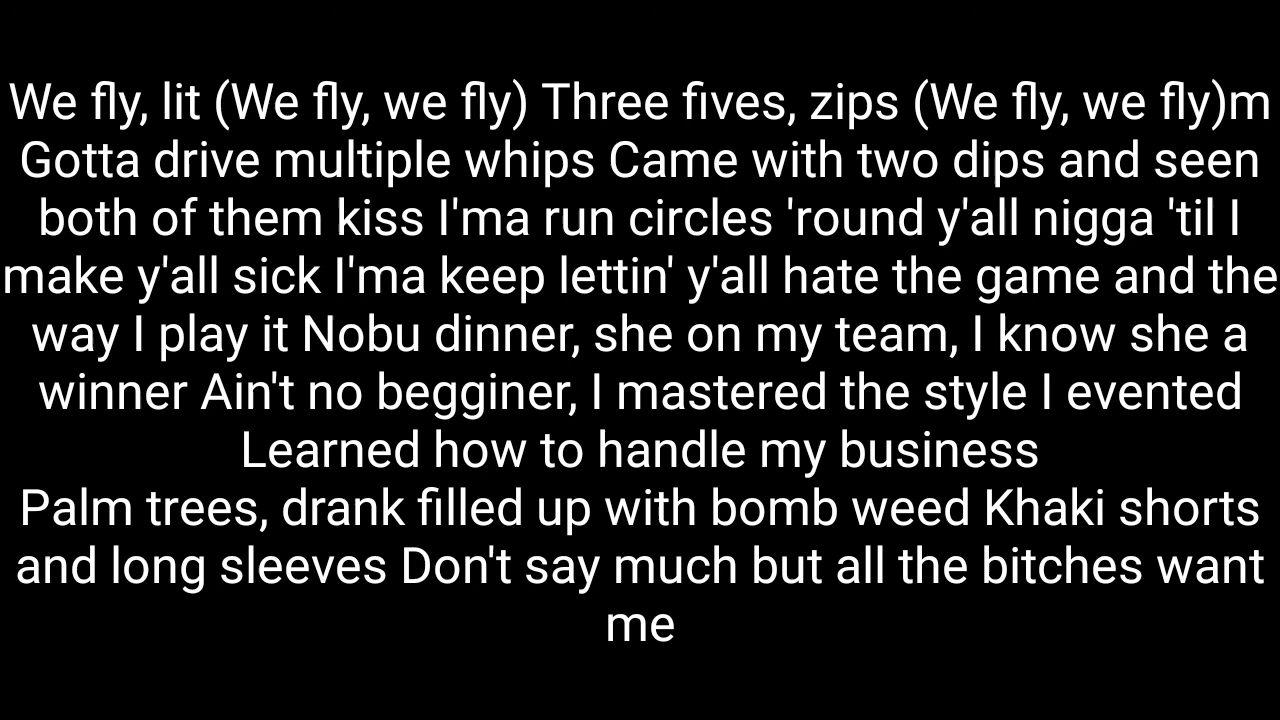 We fly, lit (We fly, we fly) Three fives, zips (We fly, we fly)m
Gotta drive multiple whips Came with two dips and seen
both of them kiss I'ma run circles 'round y'all nigga 'til I
make y'all sick I'ma keep lettin' y'all hate the game and the
way I play it Nobu dinner, she on my team, I know she a
winner Ain't no begginer, I mastered the style I evented
Learned how to handle my business
Palm trees, drank filled up with bomb weed Khaki shorts
and long sleeves Don't say much but all the bitches want
me